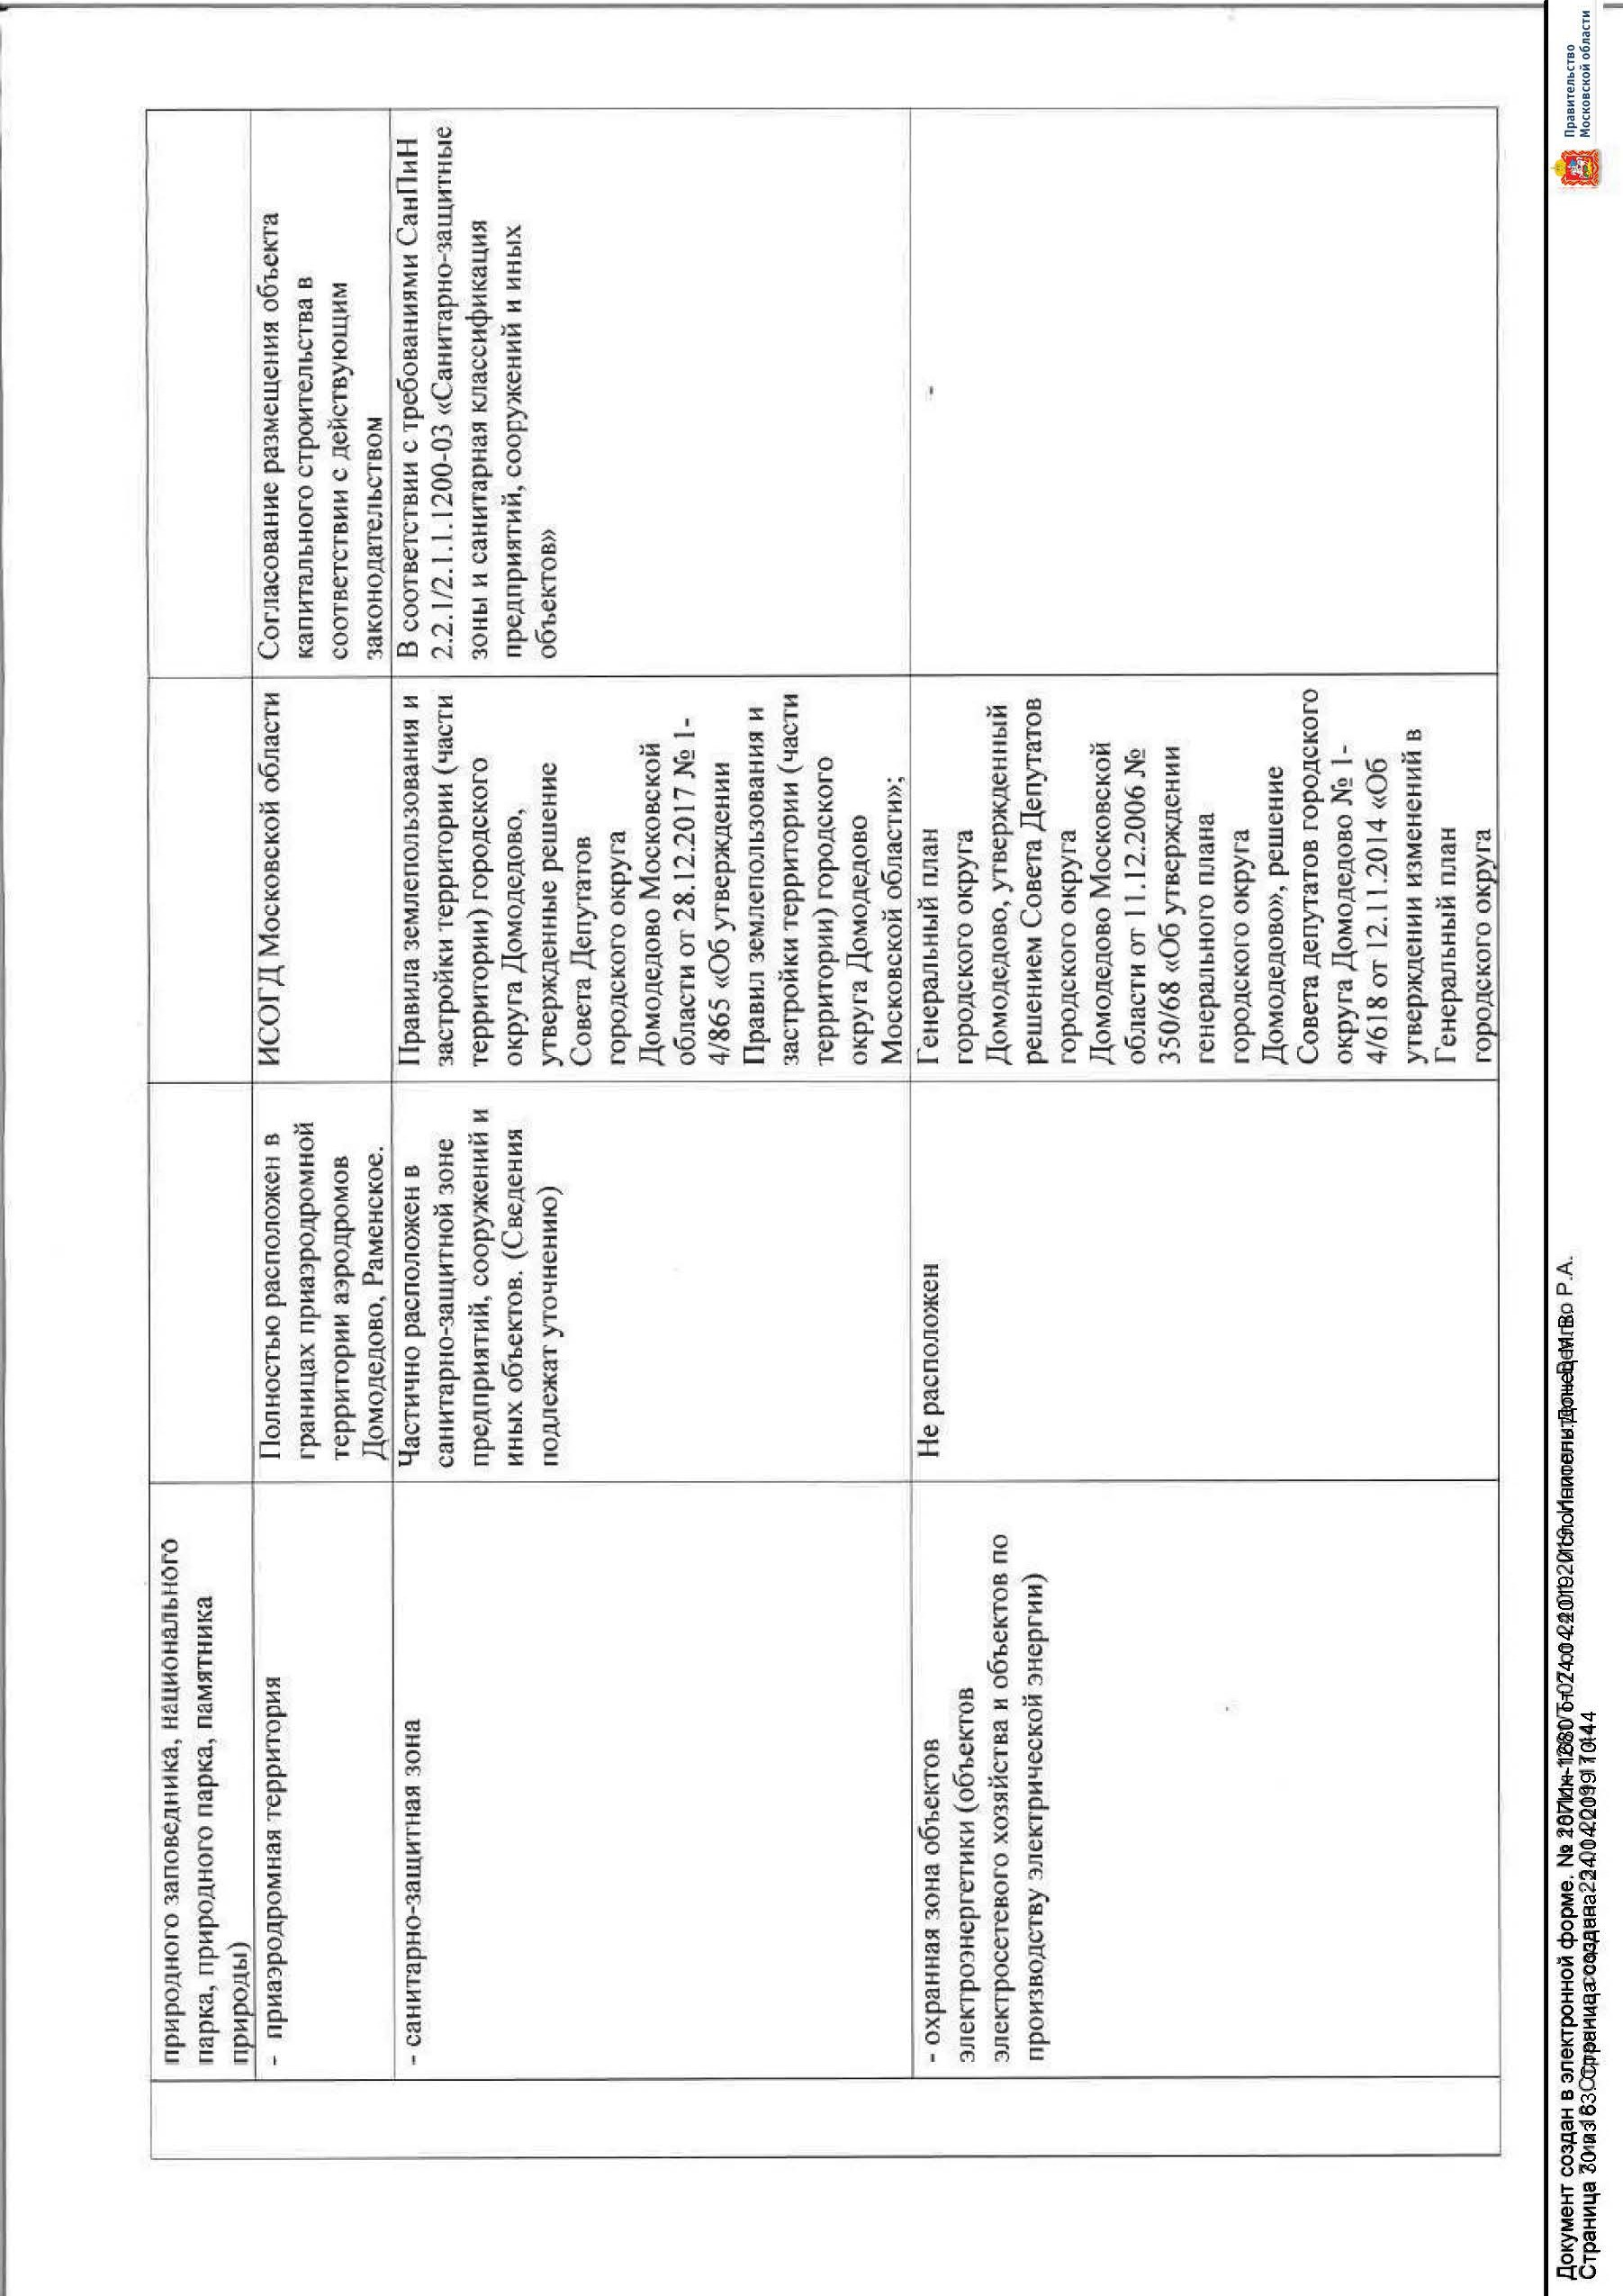 природного заповедника, национального
парка, природного парка, памятника
природы)
- приаэродромная территория
Полностью расположен в
границах приаэродромной
территории аэродромов
Домодедово, Раменское.
ИСОГД Московской области
Согласование размещения объекта
капитального строительства в
соответствии с действующим
законодательством
- санитарно-защитная зона
Частично расположен в
санитарно-защитной зоне
предприятий, сооружений и
иных объектов. (Сведения
подлежат уточнению)
Правила землепользования и
застройки территории (части
территории) городского
округа Домодедово,
утвержденные решение
Совета Депутатов
городского округа
Домодедово Московской
области от 28.12.2017 № 1-
4/865 «Об утверждении
Правил землепользования и
застройки территории (части
территории) городского
округа Домодедово
Московской области»;
В соответствии с требованиями СанПиН
2.2.1/2.1.1.1200-03 «Санитарно-защитные
зоны и санитарная классификация
предприятий, сооружений и иных
объектов»
- охранная зона объектов
электроэнергетики (объектов
электросетевого хозяйства и объектов по
производству электрической энергии)
Не расположен
Генеральный план
городского округа
Домодедово, утвержденный
решением Совета Депутатов
городского округа
Домодедово Московской
области от 11.12.2006 №
350/68 «Об утверждении
генерального плана
городского округа
Домодедово», решение
Совета депутатов городского
округа Домодедово № 1-
4/618 от 12.11.2014 «Об
утверждении изменений в
Генеральный план
городского округа
-
Документ создан в электронной форме. №
Страница
Правительство
Московской области